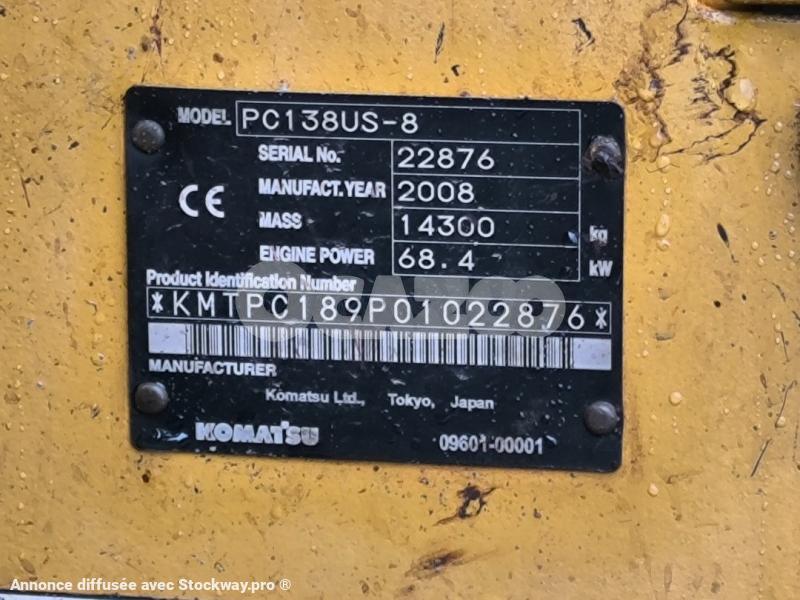 MODEL PC138US-8
SERIAL No. 22876
CE MANUFACT.YEAR 2008
MASS 14300 kg
ENGINE POWER 68.4 kW
Product Identification Number
*KMTPC189P01022876*
MANUFACTURER
Komatsu Ltd., Tokyo, Japan
KOMATSU 09601-00001
Annonce diffusée avec Stockway.pro ®